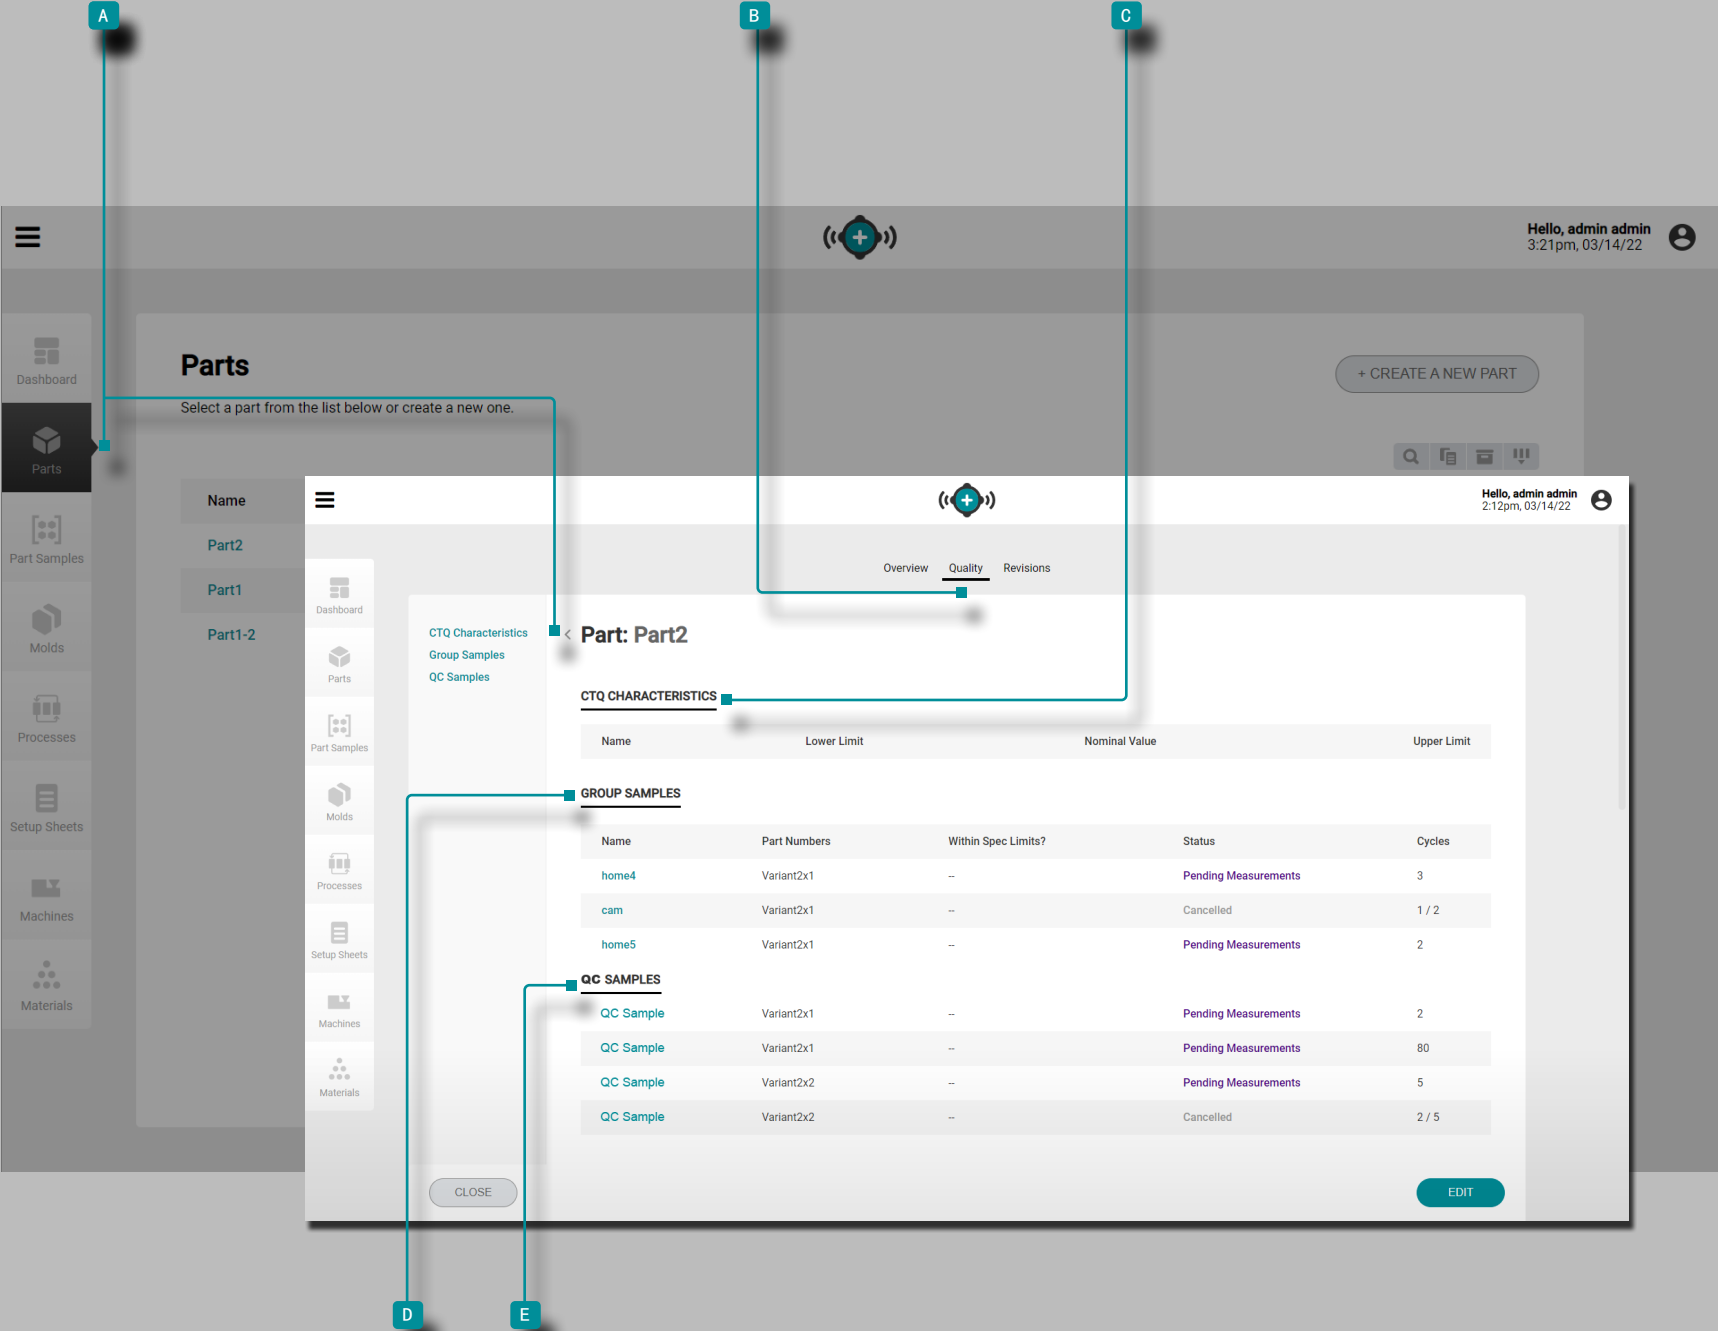 A
B
C
Hello, admin admin
3:21pm, 03/14/22
Dashboard
Parts
Part Samples
Molds
Processes
Setup Sheets
Machines
Materials
Parts
+ CREATE A NEW PART
Select a part from the list below or create a new one.
Name
Part2
Part1
Part1-2
Hello, admin admin
2:12pm, 03/14/22
Overview Quality Revisions
Dashboard
Parts
Part Samples
Molds
Processes
Setup Sheets
Machines
Materials
CTQ Characteristics
Group Samples
QC Samples
< Part: Part2
CTQ CHARACTERISTICS
Name Lower Limit Nominal Value Upper Limit
GROUP SAMPLES
Name Part Numbers Within Spec Limits? Status Cycles
home4 Variant2x1 -- Pending Measurements 3
cam Variant2x1 -- Cancelled 1 / 2
home5 Variant2x1 -- Pending Measurements 2
QC SAMPLES
QC Sample Variant2x1 -- Pending Measurements 2
QC Sample Variant2x1 -- Pending Measurements 80
QC Sample Variant2x2 -- Pending Measurements 5
QC Sample Variant2x2 -- Cancelled 2 / 5
CLOSE
EDIT
D
E